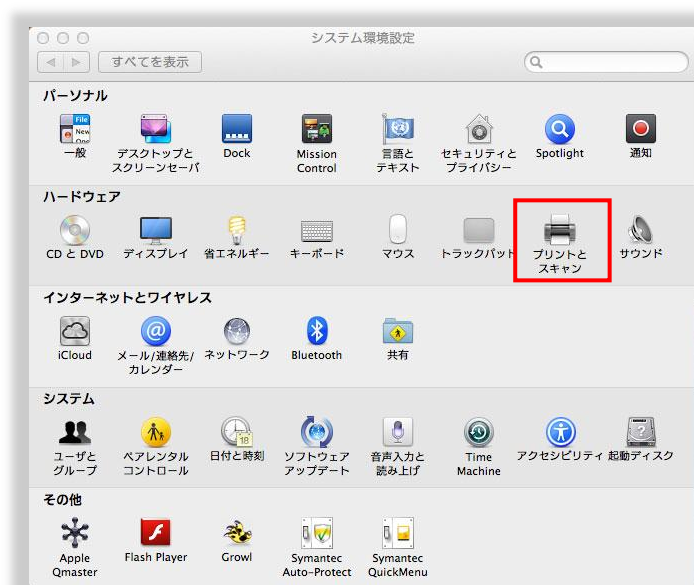 システム環境設定
すべてを表示
パーソナル
File
New
One
一般
デスクトップと
スクリーンセーバ
Dock
Mission
Control
言語と
テキスト
セキュリティと
プライバシー
Spotlight
通知
ハードウェア
CD と DVD
ディスプレイ
省エネルギー
キーボード
マウス
トラックパッド
プリントと
スキャン
サウンド
インターネットとワイヤレス
iCloud
メール/連絡先/
カレンダー
ネットワーク
Bluetooth
共有
システム
ユーザと
グループ
ペアレンタル
コントロール
18
日付と時刻
ソフトウェア
アップデート
音声入力と
読み上げ
Time
Machine
アクセシビリティ
?
起動ディスク
その他
Apple
Qmaster
Flash Player
Growl
Symantec
Auto-Protect
Symantec
QuickMenu